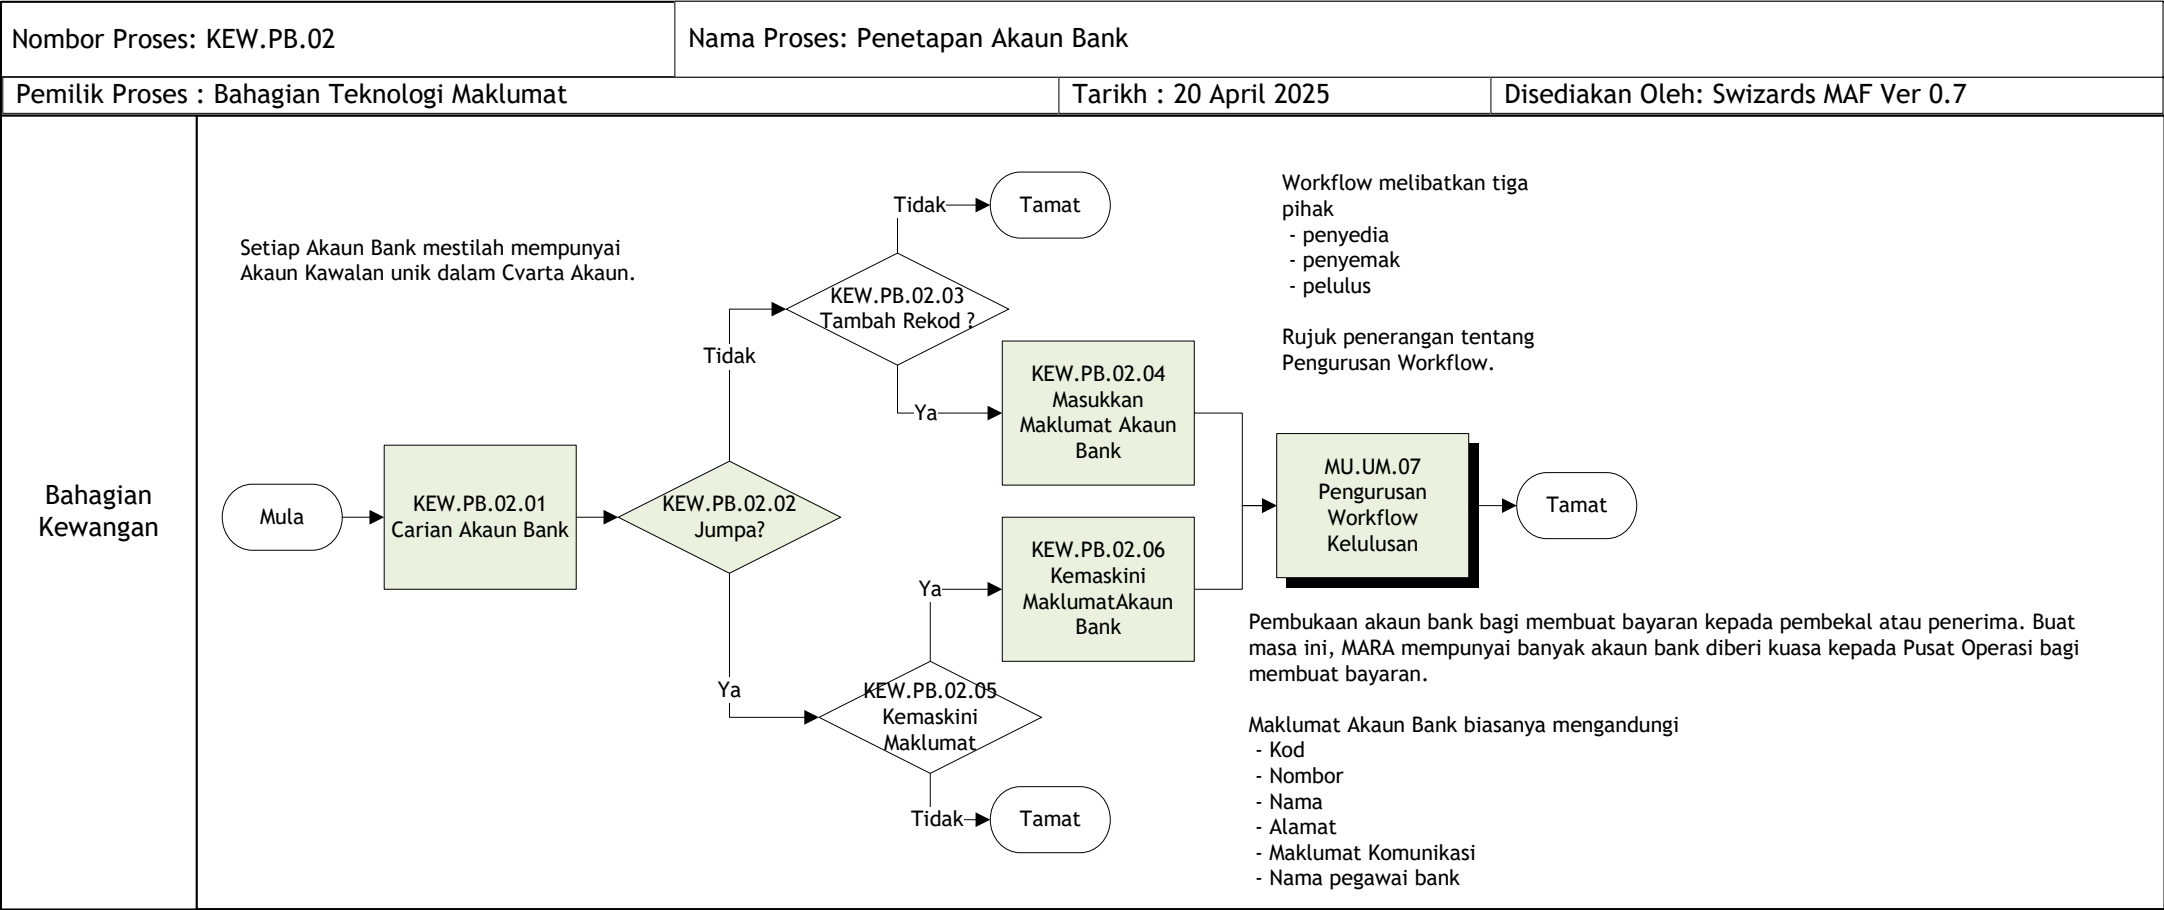 Nombor Proses: KEW.PB.02
Nama Proses: Penetapan Akaun Bank
Pemilik Proses : Bahagian Teknologi Maklumat
Tarikh : 20 April 2025
Disediakan Oleh: Swizards MAF Ver 0.7
Bahagian
Kewangan
Setiap Akaun Bank mestilah mempunyai
Akaun Kawalan unik dalam Cvarta Akaun.
Mula
KEW.PB.02.01
Carian Akaun Bank
KEW.PB.02.02
Jumpa?
Tidak
KEW.PB.02.03
Tambah Rekod ?
Tidak
Tamat
Ya
KEW.PB.02.04
Masukkan
Maklumat Akaun
Bank
Ya
KEW.PB.02.05
Kemaskini
Maklumat
Ya
KEW.PB.02.06
Kemaskini
MaklumatAkaun
Bank
Tidak
Tamat
Workflow melibatkan tiga
pihak
- penyedia
- penyemak
- pelulus
Rujuk penerangan tentang
Pengurusan Workflow.
MU.UM.07
Pengurusan
Workflow
Kelulusan
Tamat
Pembukaan akaun bank bagi membuat bayaran kepada pembekal atau penerima. Buat
masa ini, MARA mempunyai banyak akaun bank diberi kuasa kepada Pusat Operasi bagi
membuat bayaran.
Maklumat Akaun Bank biasanya mengandungi
- Kod
- Nombor
- Nama
- Alamat
- Maklumat Komunikasi
- Nama pegawai bank